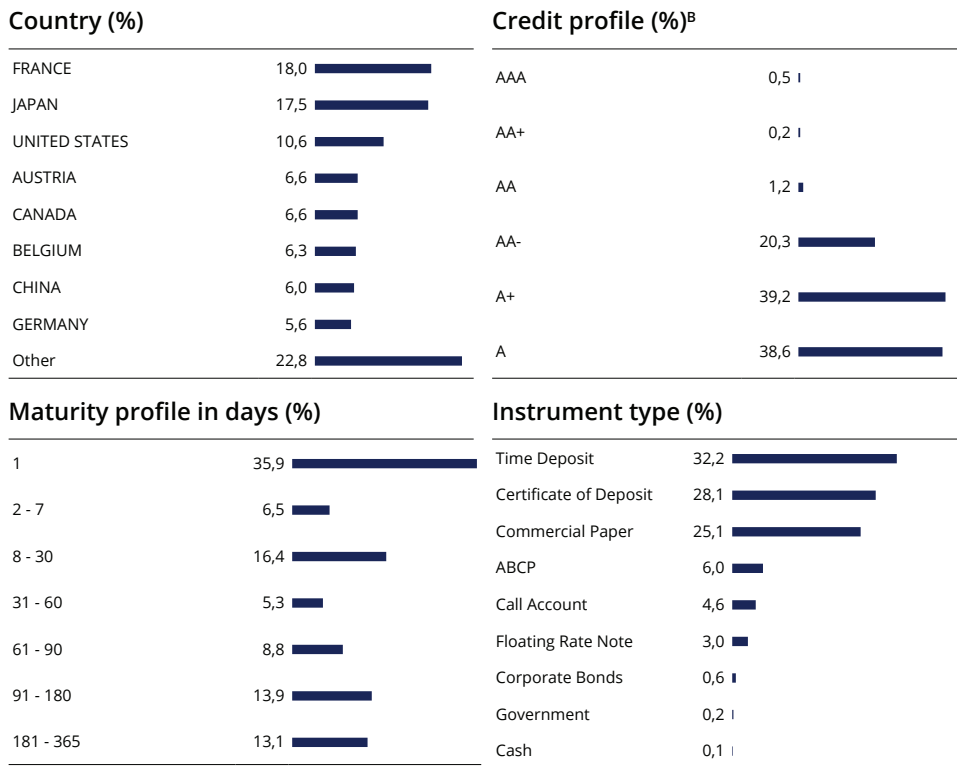 Country (%)
FRANCE 18,0
JAPAN 17,5
UNITED STATES 10,6
AUSTRIA 6,6
CANADA 6,6
BELGIUM 6,3
CHINA 6,0
GERMANY 5,6
Other 22,8
Credit profile (%)ᴮ
AAA 0,5
AA+ 0,2
AA 1,2
AA- 20,3
A+ 39,2
A 38,6
Maturity profile in days (%)
1 35,9
2 - 7 6,5
8 - 30 16,4
31 - 60 5,3
61 - 90 8,8
91 - 180 13,9
181 - 365 13,1
Instrument type (%)
Time Deposit 32,2
Certificate of Deposit 28,1
Commercial Paper 25,1
ABCP 6,0
Call Account 4,6
Floating Rate Note 3,0
Corporate Bonds 0,6
Government 0,2
Cash 0,1